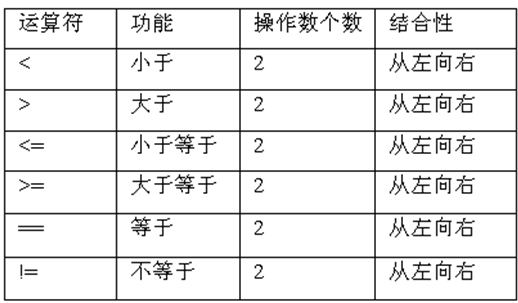 运算符 功能 操作数个数 结合性
< 小于 2 从左向右
> 大于 2 从左向右
<= 小于等于 2 从左向右
>= 大于等于 2 从左向右
== 等于 2 从左向右
!= 不等于 2 从左向右